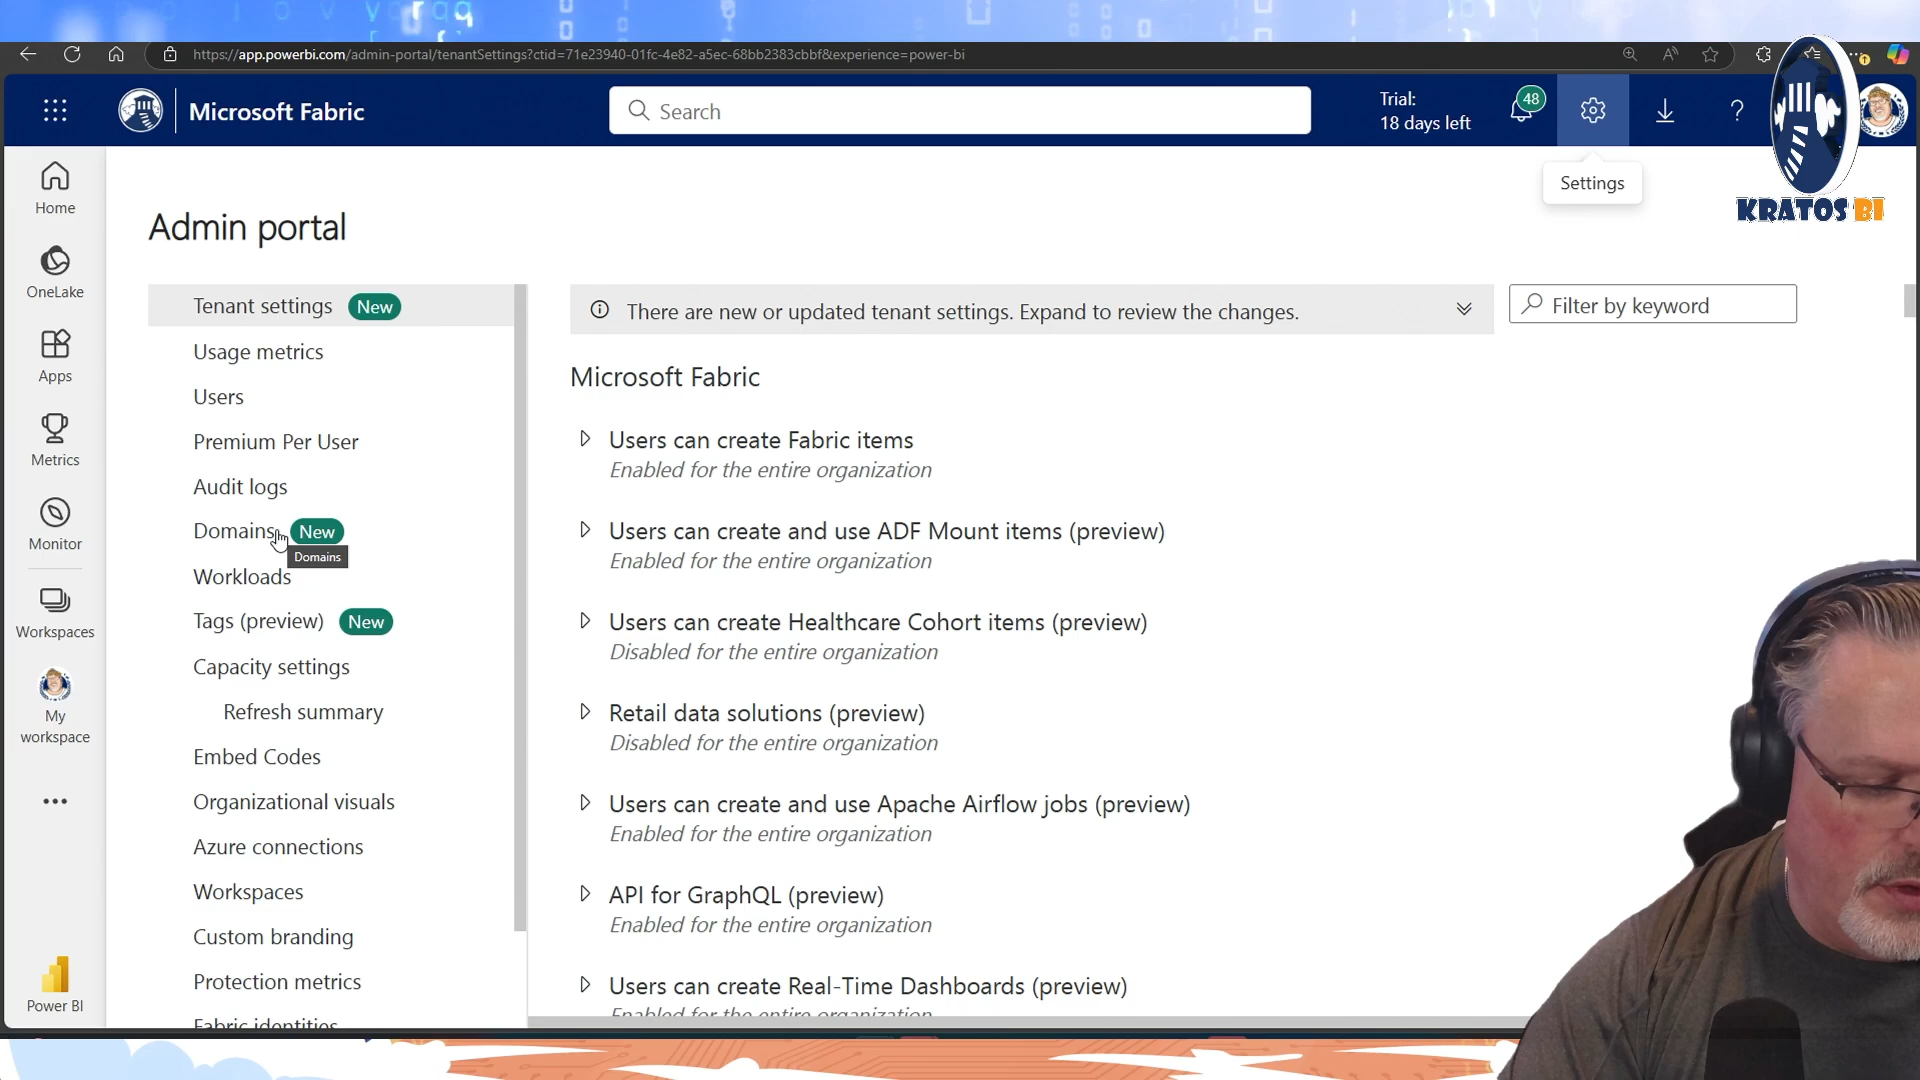 https://app.powerbi.com/admin-portal/tenantSettings?ctid=71e23940-01fc-4e82-a5ec-68bb2383cbbf&experience=power-bi
Microsoft Fabric
Search
Trial:
18 days left
48
?
Settings
KRATOS BI
Home
OneLake
Apps
Metrics
Monitor
Workspaces
My
workspace
Power BI
Admin portal
Tenant settings New
Usage metrics
Users
Premium Per User
Audit logs
Domains New
Domains
Workloads
Tags (preview) New
Capacity settings
Refresh summary
Embed Codes
Organizational visuals
Azure connections
Workspaces
Custom branding
Protection metrics
Fabric identities
There are new or updated tenant settings. Expand to review the changes.
Filter by keyword
Microsoft Fabric
Users can create Fabric items
Enabled for the entire organization
Users can create and use ADF Mount items (preview)
Enabled for the entire organization
Users can create Healthcare Cohort items (preview)
Disabled for the entire organization
Retail data solutions (preview)
Disabled for the entire organization
Users can create and use Apache Airflow jobs (preview)
Enabled for the entire organization
API for GraphQL (preview)
Enabled for the entire organization
Users can create Real-Time Dashboards (preview)
Enabled for the entire organization